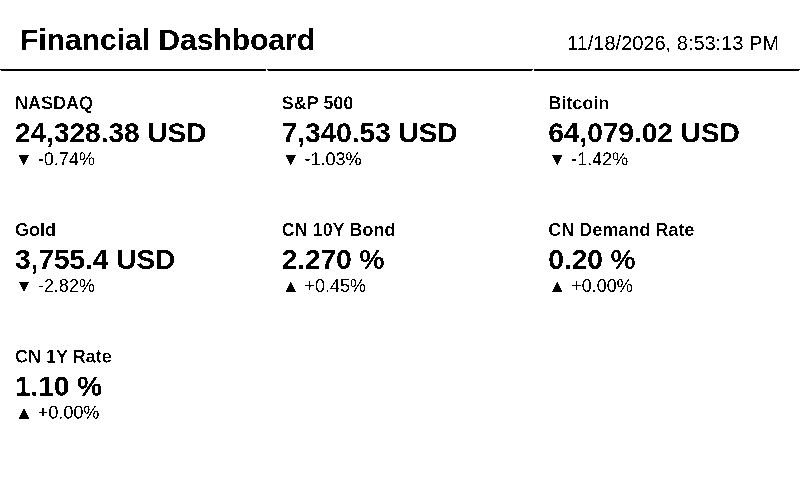 Financial Dashboard
11/18/2026, 8:53:13 PM
NASDAQ
24,328.38 USD
▼ -0.74%
S&P 500
7,340.53 USD
▼ -1.03%
Bitcoin
64,079.02 USD
▼ -1.42%
Gold
3,755.4 USD
▼ -2.82%
CN 10Y Bond
2.270 %
▲ +0.45%
CN Demand Rate
0.20 %
▲ +0.00%
CN 1Y Rate
1.10 %
▲ +0.00%